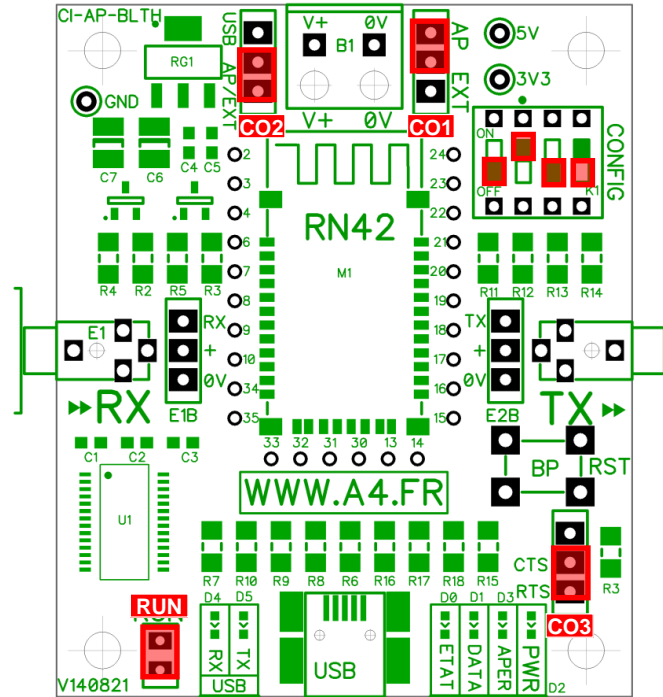 CI-AP-BLTH
USB
V+ 0V
AP
5V
RG1
B1
AP/EXT
EXT
3V3
GND
V+ 0V
CO2
CO1
ON
OFF
K1
CONFIG
C7
C6
C4
C5
2
3
4
6
7
8
9
10
34
35
24
23
22
21
20
19
18
17
16
15
RN42
M1
R4
R2
R5
R3
R11
R12
R13
R14
E1
RX
+
0V
E1B
RX
TX
+
0V
E2B
TX
33
32
31
30
13
14
C1
C2
C3
BP
RST
WWW.A4.FR
U1
CTS
RTS
R3
CO3
R7
R10
R9
R8
R6
R16
R17
R18
R15
RUN
D4
D5
RX
TX
USB
USB
D0
D1
D3
ETAT
DATA
APER
PWR
D2
V140821